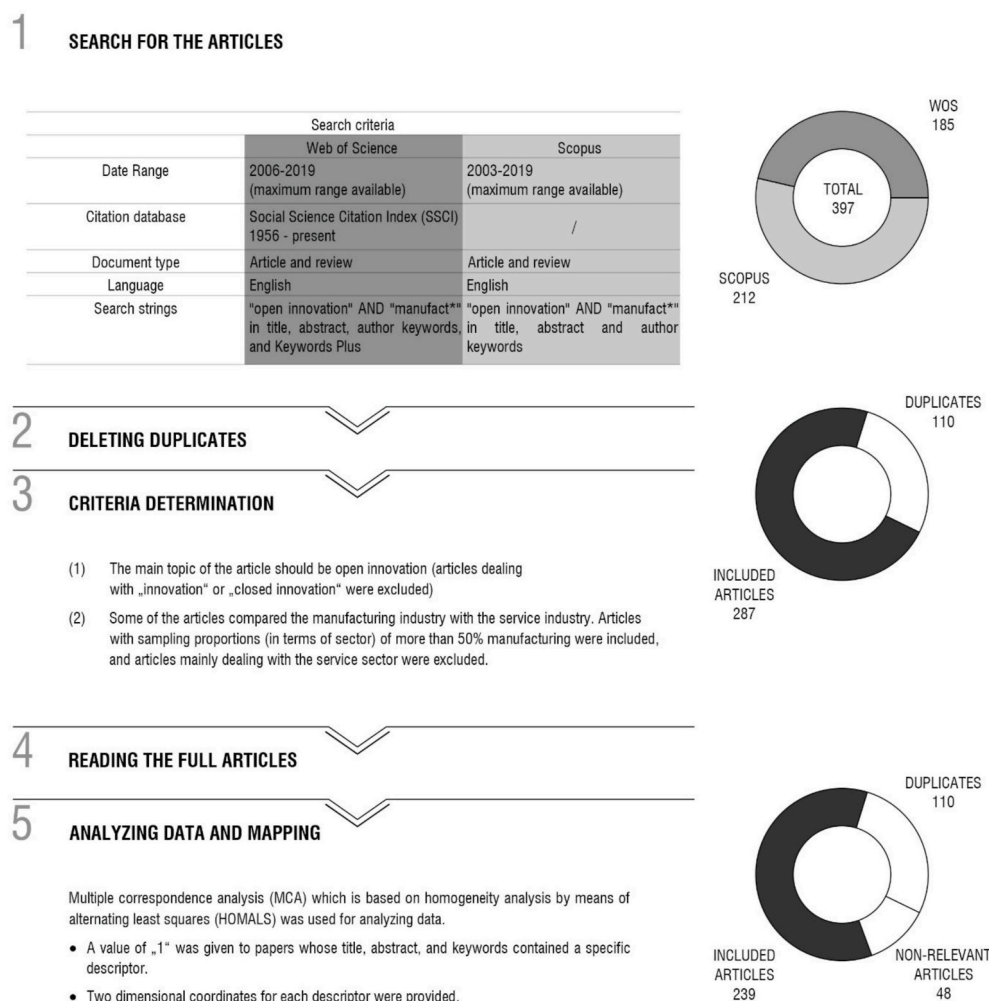 1
SEARCH FOR THE ARTICLES
Search criteria
Web of Science Scopus
Date Range 2006-2019 2003-2019
(maximum range available) (maximum range available)
Citation database Social Science Citation Index (SSCI) /
1956 - present
Document type Article and review Article and review
Language English English
Search strings "open innovation" AND "manufact*" "open innovation" AND "manufact*"
in title, abstract, author keywords, in title, abstract and author
and Keywords Plus keywords
WOS
185
TOTAL
397
SCOPUS
212
2
DELETING DUPLICATES
DUPLICATES
110
INCLUDED
ARTICLES
287
3
CRITERIA DETERMINATION
(1) The main topic of the article should be open innovation (articles dealing
with „innovation“ or „closed innovation“ were excluded)
(2) Some of the articles compared the manufacturing industry with the service industry. Articles
with sampling proportions (in terms of sector) of more than 50% manufacturing were included,
and articles mainly dealing with the service sector were excluded.
4
READING THE FULL ARTICLES
5
ANALYZING DATA AND MAPPING
Multiple correspondence analysis (MCA) which is based on homogeneity analysis by means of
alternating least squares (HOMALS) was used for analyzing data.
• A value of „1“ was given to papers whose title, abstract, and keywords contained a specific
descriptor.
• Two dimensional coordinates for each descriptor were provided.
DUPLICATES
110
INCLUDED
ARTICLES
239
NON-RELEVANT
ARTICLES
48